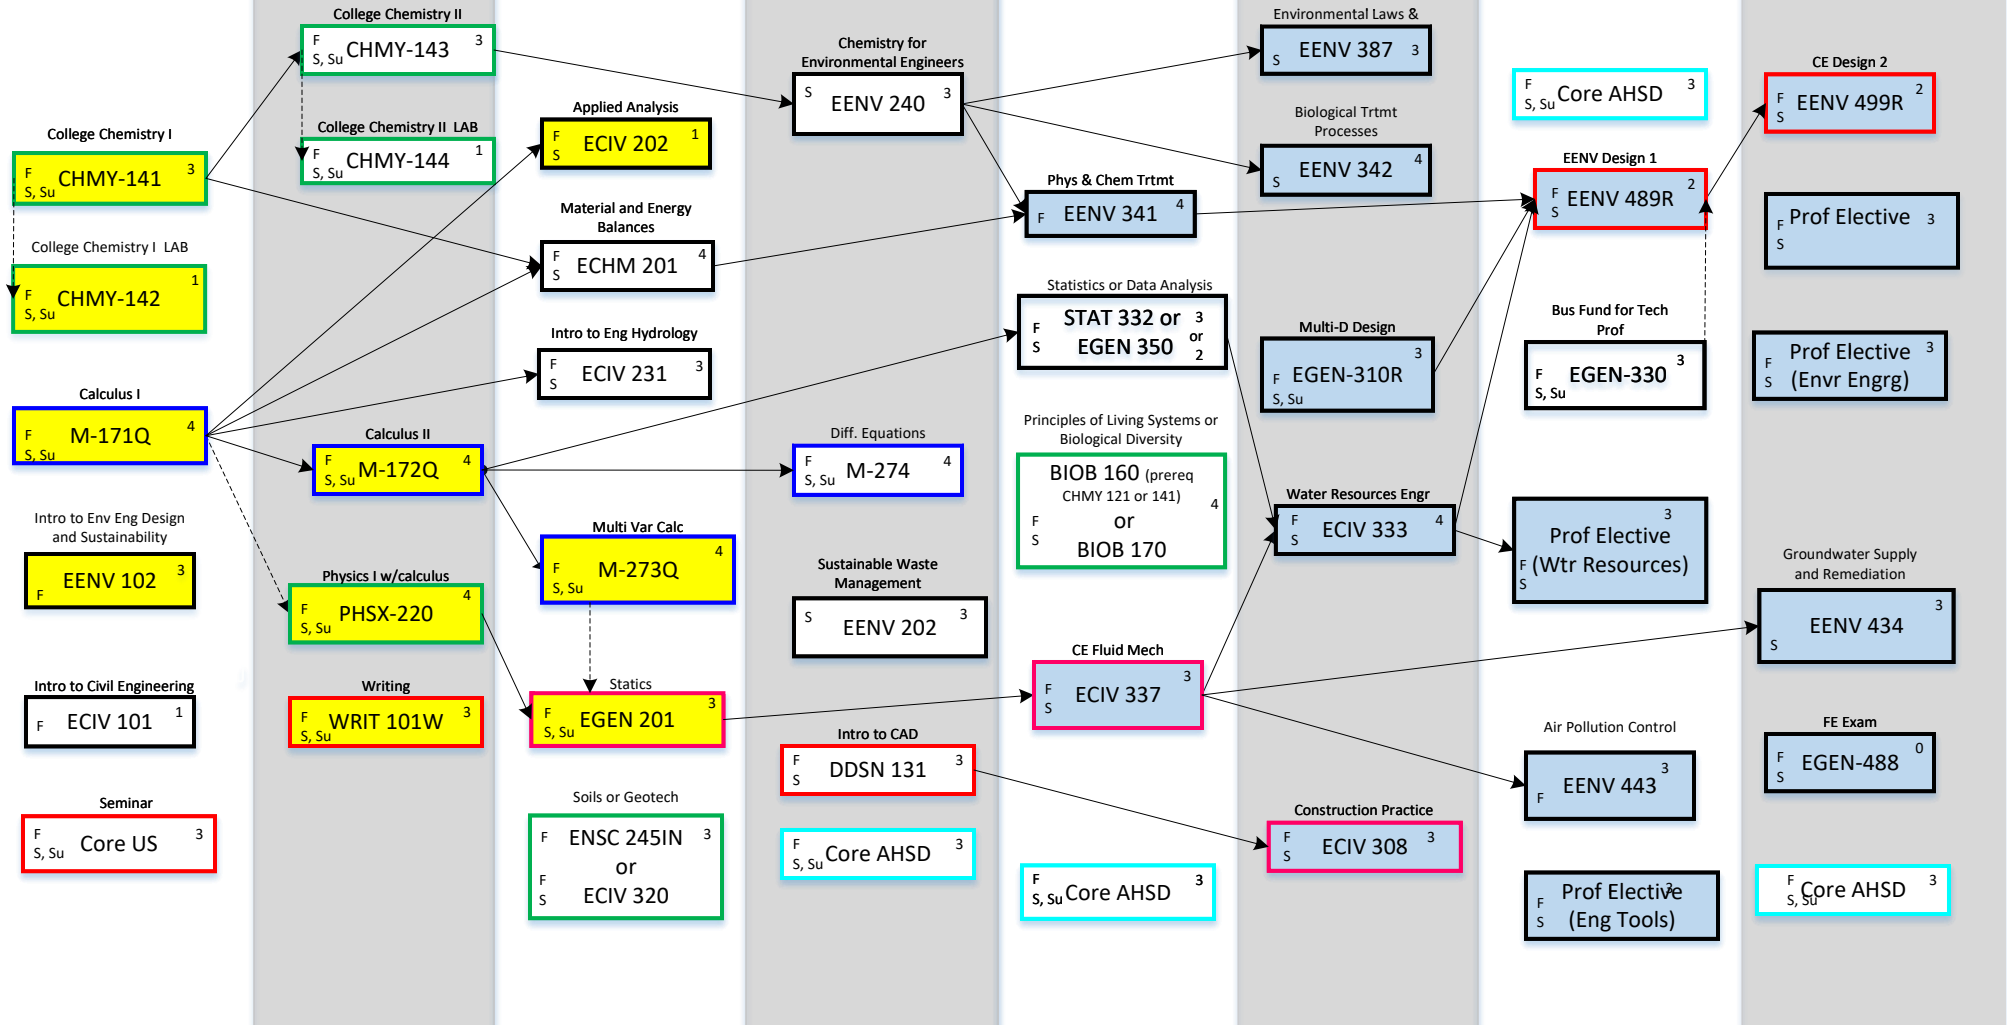 College Chemistry I
F
S, Su
CHMY-141
3
College Chemistry I  LAB
F
S, Su
CHMY-142
1
Calculus I
F
S, Su
M-171Q
4
Intro to Env Eng Design
and Sustainability
F
EENV 102
3
Intro to Civil Engineering
F
ECIV 101
1
Seminar
F
S, Su
Core US
3
College Chemistry II
F
S, Su
CHMY-143
3
College Chemistry II  LAB
F
S, Su
CHMY-144
1
Calculus II
F
S, Su
M-172Q
4
Physics I w/calculus
F
S, Su
PHSX-220
4
Writing
F
S, Su
WRIT 101W
3
Applied Analysis
F
S
ECIV 202
1
Material and Energy
Balances
F
S
ECHM 201
4
Intro to Eng Hydrology
F
S
ECIV 231
3
Multi Var Calc
F
S, Su
M-273Q
4
Statics
F
S, Su
EGEN 201
3
Soils or Geotech
F
ENSC 245IN
3
or
F
S
ECIV 320
Chemistry for
Environmental Engineers
S
EENV 240
3
Diff. Equations
F
S, Su
M-274
4
Sustainable Waste
Management
S
EENV 202
3
Intro to CAD
F
S
DDSN 131
3
F
S, Su
Core AHSD
3
Phys & Chem Trtmt
F
EENV 341
4
Statistics or Data Analysis
F
S
STAT 332 or
EGEN 350
3
or
2
Principles of Living Systems or
Biological Diversity
BIOB 160 (prereq
CHMY 121 or 141)
or
BIOB 170
4
F
S
CE Fluid Mech
F
S
ECIV 337
3
F
S, Su
Core AHSD
3
Environmental Laws &
S
EENV 387
3
Biological Trtmt
Processes
S
EENV 342
4
Multi-D Design
F
S, Su
EGEN-310R
3
Water Resources Engr
F
S
ECIV 333
4
Construction Practice
F
S
ECIV 308
3
F
S, Su
Core AHSD
3
EENV Design 1
F
S
EENV 489R
2
Bus Fund for Tech
Prof
F
S, Su
EGEN-330
3
F
S
Prof Elective
(Wtr Resources)
3
Air Pollution Control
F
EENV 443
3
F
S
Prof Elective
(Eng Tools)
3
CE Design 2
F
S
EENV 499R
2
F
S
Prof Elective
3
F
S
Prof Elective
(Envr Engrg)
3
Groundwater Supply
and Remediation
S
EENV 434
3
FE Exam
F
S
EGEN-488
0
F
S, Su
Core AHSD
3